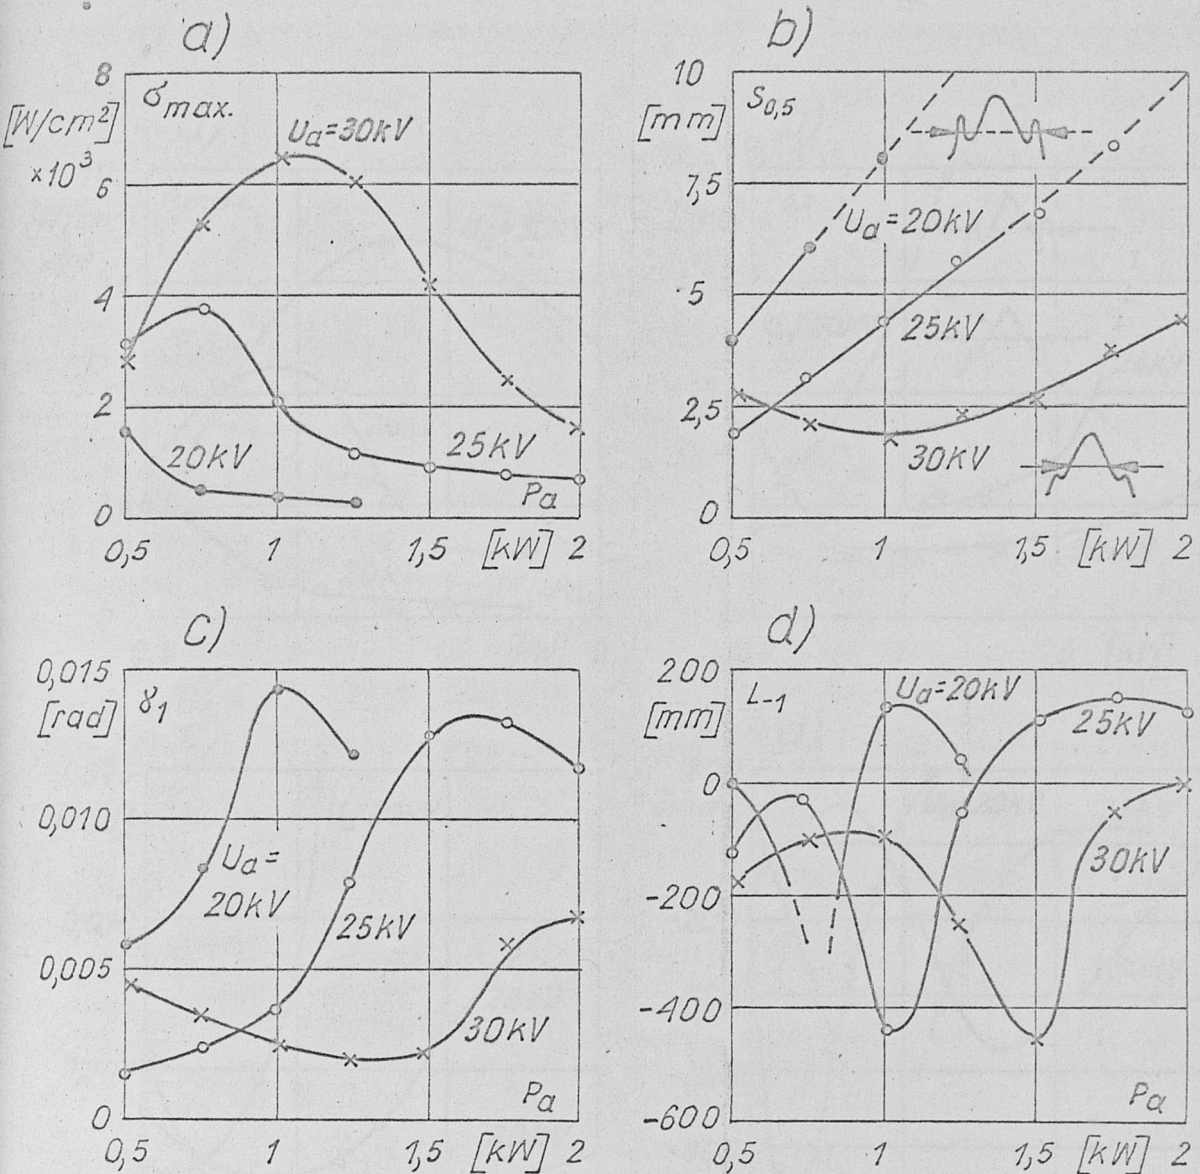 a)
8
[W/cm²]
×10³
6
4
2
0
σmax.
Ua=30kV
20kV
25kV
Pa
0,5
1
1,5
[kW]
2
b)
10
[mm]
7,5
5
2,5
0
S0,5
Ua=20kV
25kV
30kV
0,5
1
1,5
[kW]
2
c)
0,015
[rad]
0,010
0,005
0
γ1
Ua=
20kV
25kV
30kV
Pa
0,5
1
1,5
[kW]
2
d)
200
[mm]
0
-200
-400
-600
L-1
Ua=20kV
25kV
30kV
Pa
0,5
1
1,5
[kW]
2